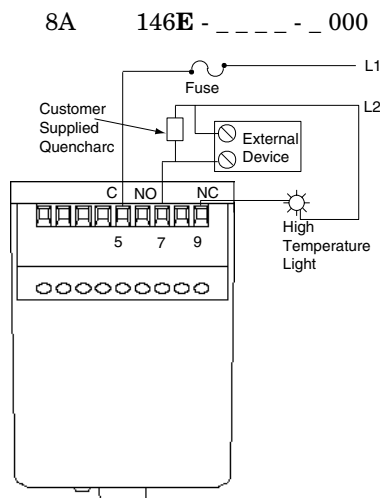 8A 146E - _ _ _ _ - _ 000
L1
Fuse
L2
Customer
Supplied
Quencharc
External
Device
C NO NC
5 7 9
High
Temperature
Light